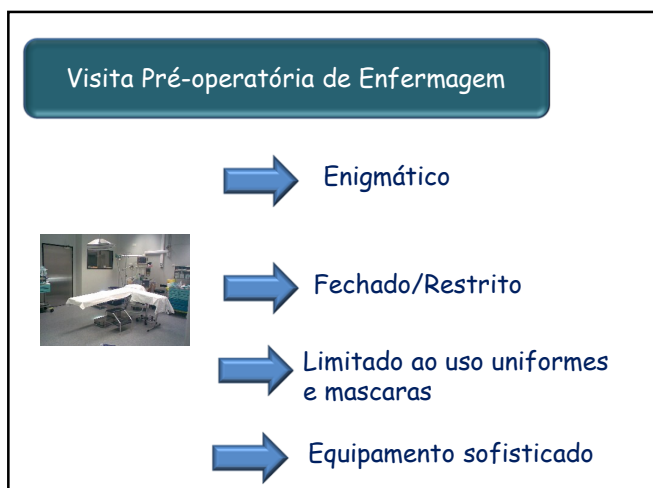 Visita Pré-operatória de Enfermagem
Enigmático
Fechado/Restrito
Limitado ao uso uniformes
e mascaras
Equipamento sofisticado